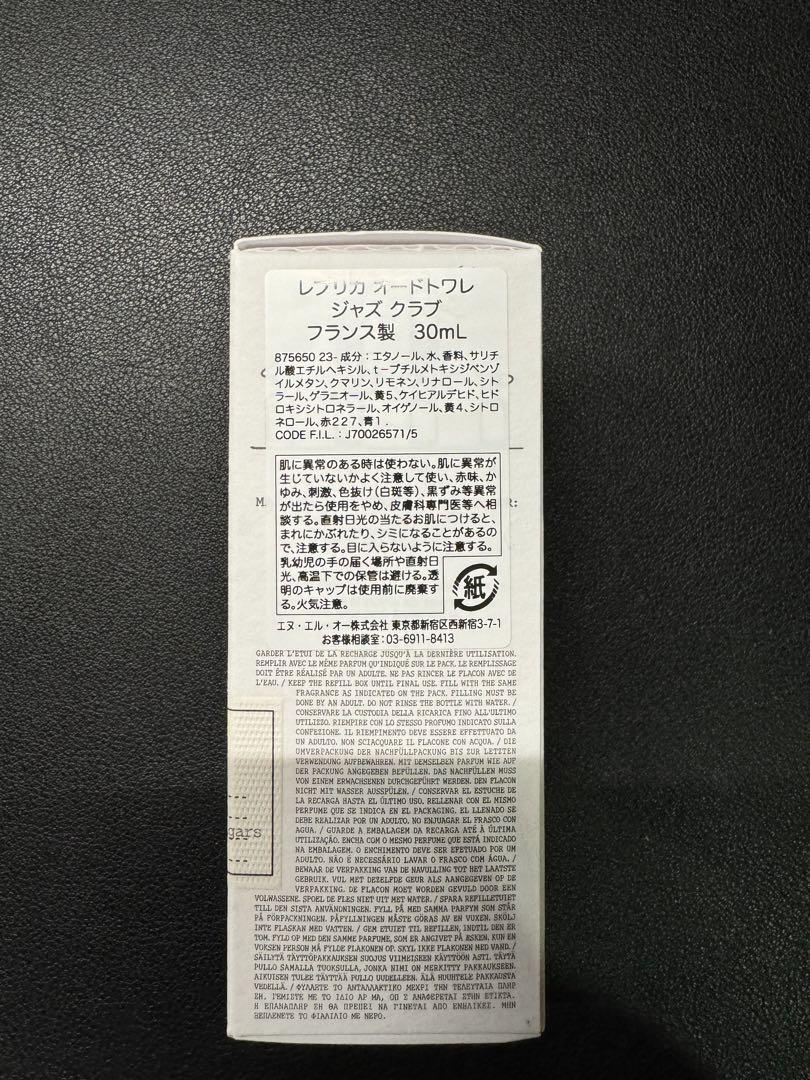 レプリカ オードトワレ
ジャズ クラブ
フランス製 30mL
875650 23- 成分：エタノール、水、香料、サリチ
ル酸エチルヘキシル、t－ブチルメトキシジベンゾ
イルメタン、クマリン、リモネン、リナロール、シト
ラール、ゲラニオール、黄5、ケイヒアルデヒド、ヒド
ロキシシトロネラール、オイゲノール、黄4、シトロ
ネロール、赤227、青1．
CODE F.I.L. : J70026571/5
肌に異常のある時は使わない。肌に異常が
生じていないかよく注意して使い、赤味、か
ゆみ、刺激、色抜け(白斑等)、黒ずみ等異常
が出たら使用をやめ、皮膚科専門医等へ相
談する。直射日光の当たるお肌につけると、
まれにかぶれたり、シミになることがあるの
で、注意する。目に入らないように注意する。
乳幼児の手の届く場所や直射日
光、高温下での保管は避ける。透
明のキャップは使用前に廃棄す
る。火気注意。
紙
M.
R:
エヌ・エル・オー株式会社 東京都新宿区西新宿3-7-1
お客様相談室：03-6911-8413
GARDER L'ETUI DE LA RECHARGE JUSQU'À LA DERNIÈRE UTILISATION.
REMPLIR AVEC LE MÊME PARFUM QU'INDIQUÉ SUR LE PACK. LE REMPLISSAGE
DOIT ÊTRE RÉALISÉ PAR UN ADULTE. NE PAS RINCER LE FLACON AVEC DE
L'EAU. / KEEP THE REFILL BOX UNTIL FINAL USE. FILL WITH THE SAME
FRAGRANCE AS INDICATED ON THE PACK. FILLING MUST BE
DONE BY AN ADULT. DO NOT RINSE THE BOTTLE WITH WATER. /
CONSERVARE LA CUSTODIA DELLA RICARICA FINO ALL'ULTIMO
UTILIZZO. RIEMPIRE CON LO STESSO PROFUMO INDICATO SULLA
CONFEZIONE. IL RIEMPIMENTO DEVE ESSERE EFFETTUATO DA
UN ADULTO. NON SCIACQUARE IL FLACONE CON ACQUA. / DIE
UMVERPACKUNG DER NACHFÜLLPACKUNG BIS ZUR LETZTEN
VERWENDUNG AUFBEWAHREN. MIT DEMSELBEN PARFUM WIE AUF
DER PACKUNG ANGEGEBEN BEFÜLLEN. DAS NACHFÜLLEN MUSS
VON EINEM ERWACHSENEN DURCHGEFÜHRT WERDEN. DEN FLACON
NICHT MIT WASSER AUSSPÜLEN. / CONSERVAR EL ESTUCHE DE
LA RECARGA HASTA EL ÚLTIMO USO. RELLENAR CON EL MISMO
PERFUME QUE SE INDICA EN EL PACKAGING. EL LLENADO SE
DEBE REALIZAR POR UN ADULTO. NO ENJUAGAR EL FRASCO CON
AGUA. / GUARDE A EMBALAGEM DA RECARGA ATÉ À ÚLTIMA
UTILIZAÇÃO. ENCHA COM O MESMO PERFUME QUE ESTÁ INDICADO
NA EMBALAGEM. O ENCHIMENTO DEVE SER EFETUADO POR UM
ADULTO. NÃO É NECESSÁRIO LAVAR O FRASCO COM ÁGUA. /
BEWAAR DE VERPAKKING VAN DE NAVULLING TOT HET LAATSTE
GEBRUIK. VUL MET DEZELFDE GEUR ALS AANGEGEVEN OP DE
VERPAKKING. DE FLACON MOET WORDEN GEVULD DOOR EEN
VOLWASSENE. SPOEL DE FLES NIET UIT MET WATER. / SPARA REFILLETUIET
TILL DEN SISTA ANVÄNDNINGEN. FYLL PÅ MED SAMMA PARFYM SOM STÅR
PÅ FÖRPACKNINGEN. PÅFYLLNINGEN MÅSTE GÖRAS AV EN VUXEN. SKÖLJ
INTE FLASKAN MED VATTEN. / GEM ETUIET TIL REFILLEN, INDTIL DEN ER
TOM. FYLD OP MED DEN SAMME PARFUME, SOM ER ANGIVET PÅ ÆSKEN. KUN EN
VOKSEN PERSON MÅ FYLDE FLAKONEN OP. SKYL IKKE FLAKONEN MED VAND. /
SÄILYTÄ TÄYTTÖPAKKAUKSEN SUOJUS VIIMEISEEN KÄYTTÖÖN ASTI. TÄYTÄ
PULLO SAMALLA TUOKSULLA, JONKA NIMI ON MERKITTY PAKKAUKSEEN.
AIKUISEN TULEE TÄYTTÄÄ PULLO UUDELLEEN. ÄLÄ HUUHTELE PAKKAUSTA
VEDELLÄ. / ΦΥΛΑΞΤΕ ΤΟ ΑΝΤΑΛΛΑΚΤΙΚΟ ΜΕΧΡΙ ΤΗΝ ΤΕΛΕΥΤΑΙΑ ΠΛΗΡ
ΣΗ. ΓΕΜΙΣΤΕ ΜΕ ΤΟ ΙΔΙΟ ΑΡ ΜΑ, ΟΠ Σ ΑΝΑΦΕΡΕΤΑΙ ΣΤΗΝ ΕΤΙΚΕΤΑ.
Η ΕΠΑΝΑΠΛΗΡ ΣΗ ΘΑ ΠΡΕΠΕΙ ΝΑ ΓΙΝΕΤΑΙ ΑΠΟ ΕΝΗΛΙΚΕΣ. ΜΗΝ
ΞΕΠΛΕΝΕΤΕ ΤΟ ΦΙΑΛΙΔΙΟ ΜΕ ΝΕΡΟ.
gars